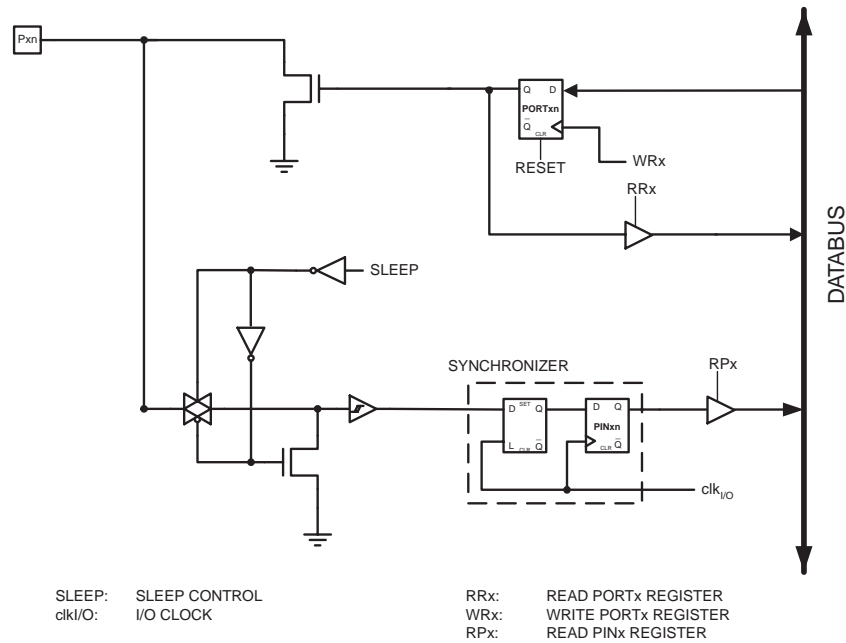 Pxn
Q D
PORTxn
Q
CLR
RESET
WRx
RRx
SLEEP
DATABUS
SYNCHRONIZER
RPx
D SET Q
L CLR Q
D Q
PINxn
CLR Q
clkI/O
SLEEP: SLEEP CONTROL
clkI/O: I/O CLOCK
RRx: READ PORTx REGISTER
WRx: WRITE PORTx REGISTER
RPx: READ PINx REGISTER